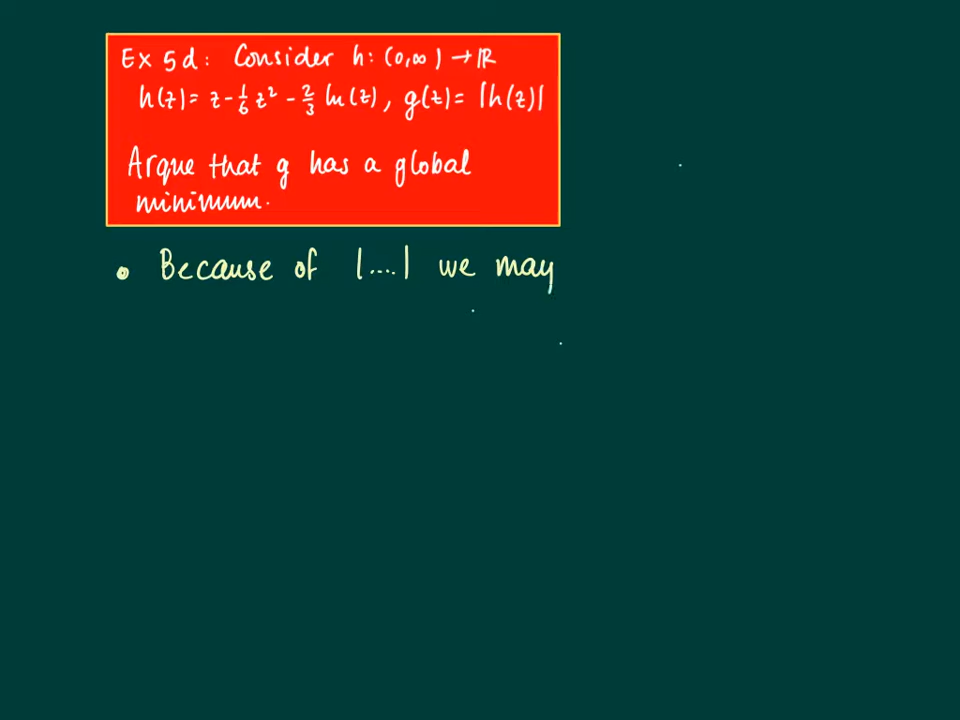 Ex 5d: Consider h: (0,∞) → ℝ
h(z) = z - 1/6 z² - 2/3 ln(z), g(z) = |h(z)|
Argue that g has a global
minimum.
• Because of |....| we may